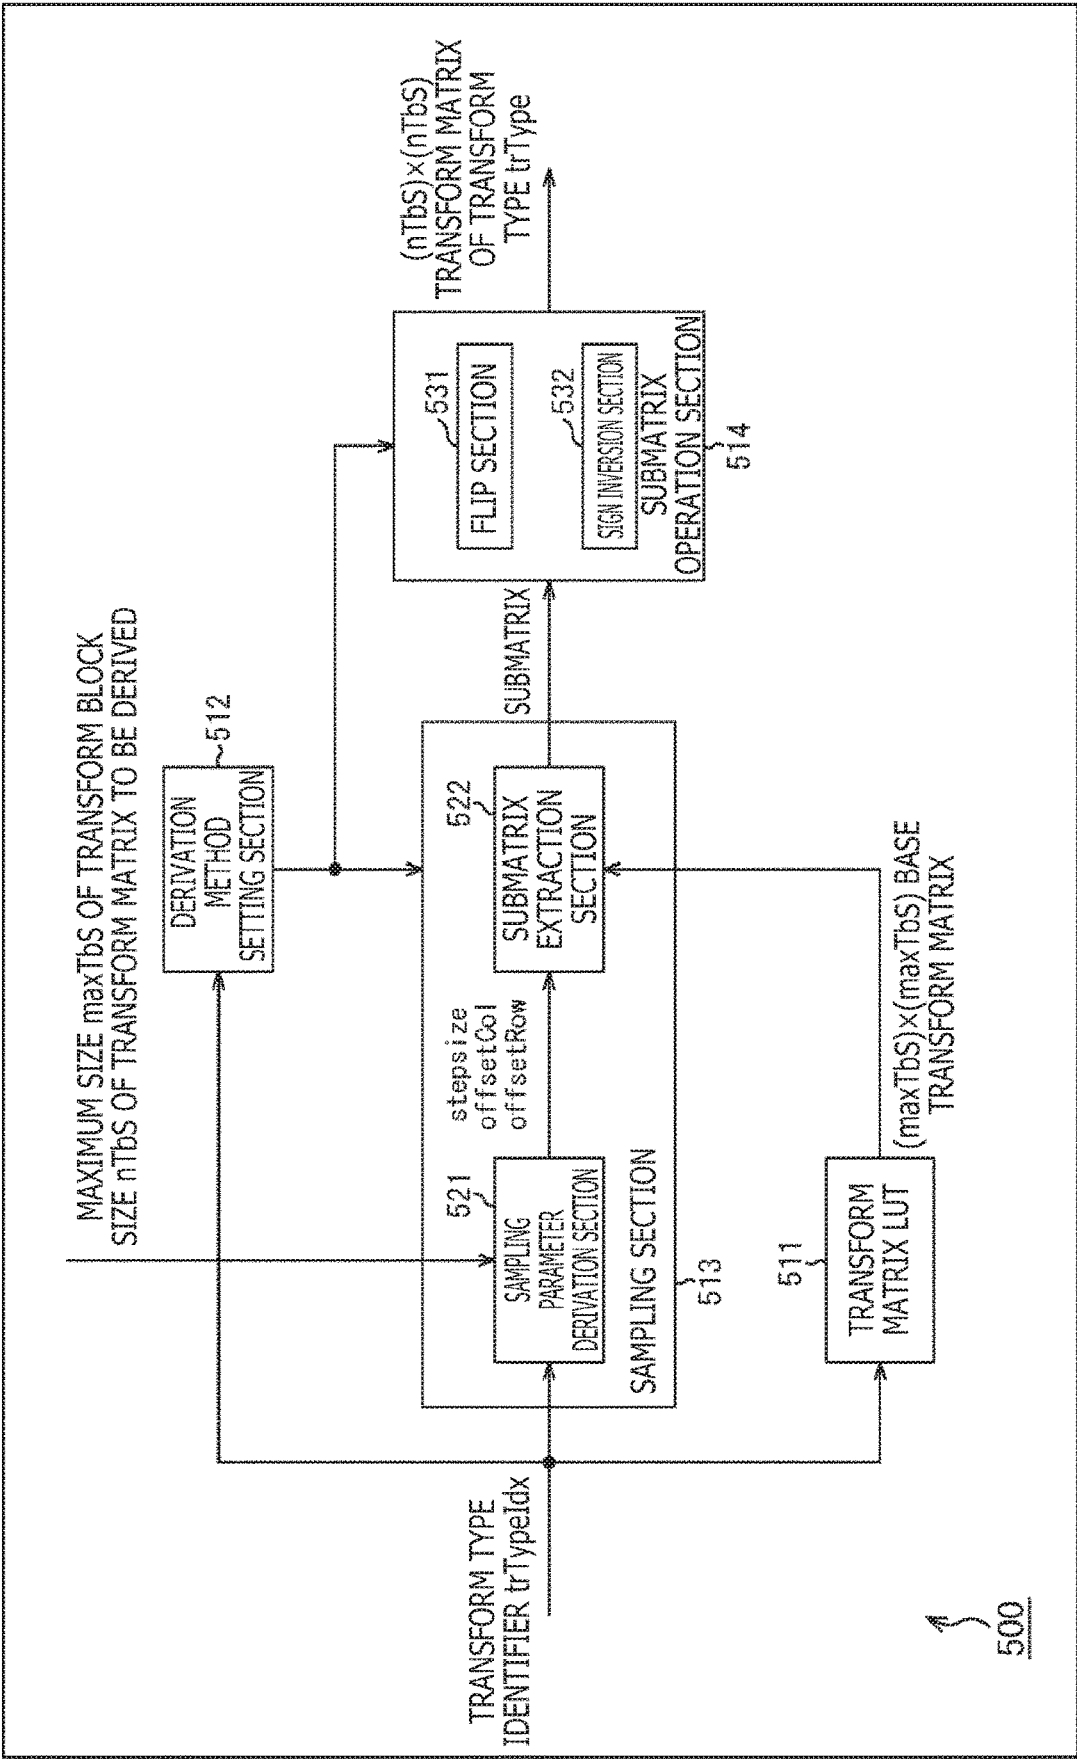 MAXIMUM SIZE maxTbS OF TRANSFORM BLOCK
SIZE nTbS OF TRANSFORM MATRIX TO BE DERIVED
512
DERIVATION
METHOD
SETTING SECTION
TRANSFORM TYPE
IDENTIFIER trTypeIdx
521
SAMPLING
PARAMETER
DERIVATION SECTION
stepsize
offsetCol
offsetRow
522
SUBMATRIX
EXTRACTION
SECTION
SAMPLING SECTION
513
SUBMATRIX
531
FLIP SECTION
532
SIGN INVERSION SECTION
SUBMATRIX
OPERATION SECTION
514
(nTbS)×(nTbS)
TRANSFORM MATRIX
OF TRANSFORM
TYPE trType
511
TRANSFORM
MATRIX LUT
(maxTbS)×(maxTbS) BASE
TRANSFORM MATRIX
500